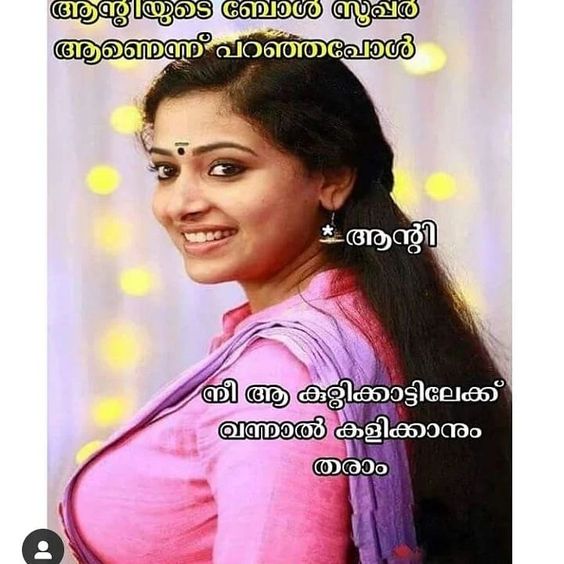 ആന്റിയുടെ ബോൾ സൂപ്പർ
ആണെന്ന് പറഞ്ഞപോൾ
*ആന്റി
നീ ആ കുറ്റിക്കാട്ടിലേക്ക്
വന്നാൽ കളിക്കാനും
തരാം